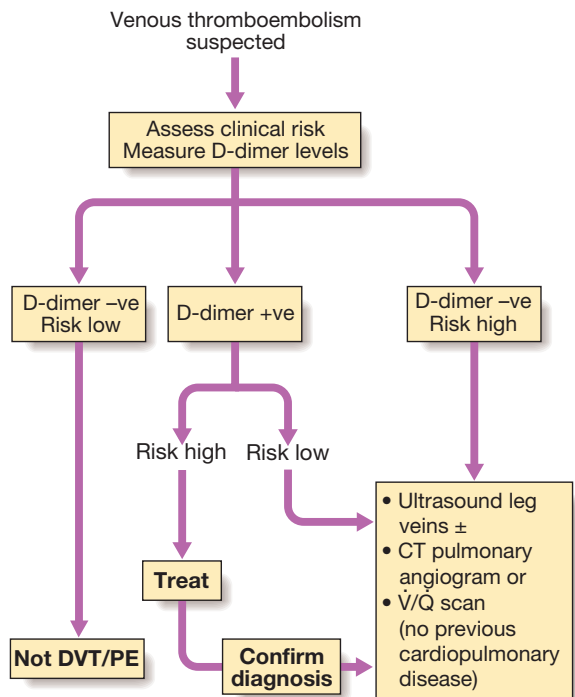 Venous thromboembolism
suspected
Assess clinical risk
Measure D-dimer levels
D-dimer –ve
Risk low
D-dimer +ve
D-dimer –ve
Risk high
Risk high
Risk low
• Ultrasound leg
veins ±
• CT pulmonary
angiogram or
• V̇/Q̇ scan
(no previous
cardiopulmonary
disease)
Treat
Not DVT/PE
Confirm
diagnosis